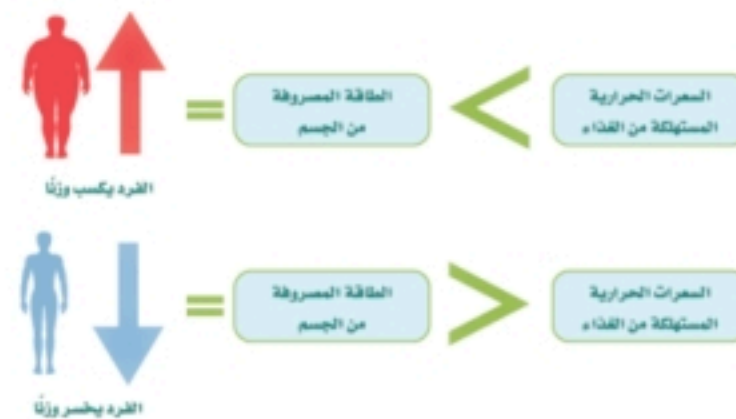 السعرات الحرارية
المستهلكة من الغذاء
<
الطاقة المصروفة
من الجسم
=
الفرد يكسب وزنًا
السعرات الحرارية
المستهلكة من الغذاء
>
الطاقة المصروفة
من الجسم
=
الفرد يخسر وزنًا